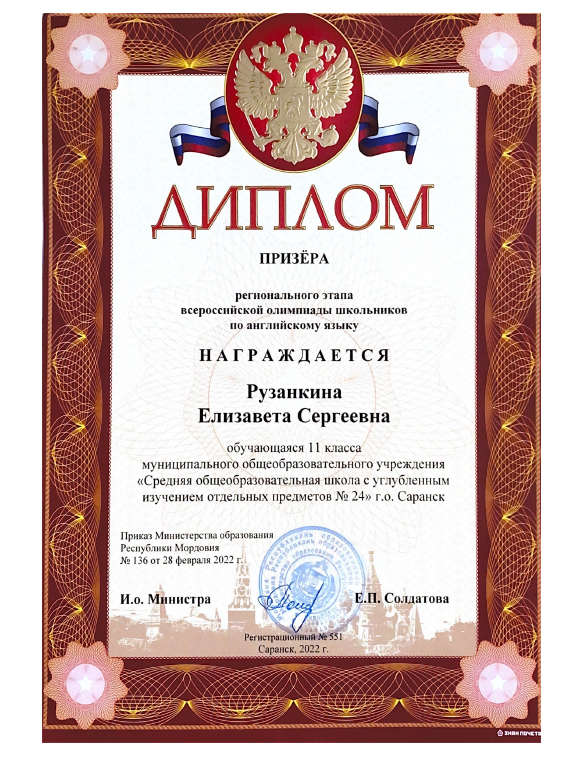 ДИПЛОМ
ПРИЗЁРА
регионального этапа
всероссийской олимпиады школьников
по английскому языку
НАГРАЖДАЕТСЯ
Рузанкина
Елизавета Сергеевна
обучающаяся 11 класса
муниципального общеобразовательного учреждения
«Средняя общеобразовательная школа с углубленным
изучением отдельных предметов № 24» г.о. Саранск
Приказ Министерства образования
Республики Мордовия
№ 136 от 28 февраля 2022 г.
И.о. Министра
Е.П. Солдатова
Регистрационный № 551
Саранск, 2022 г.
ЗНАК ПОЧЕТА